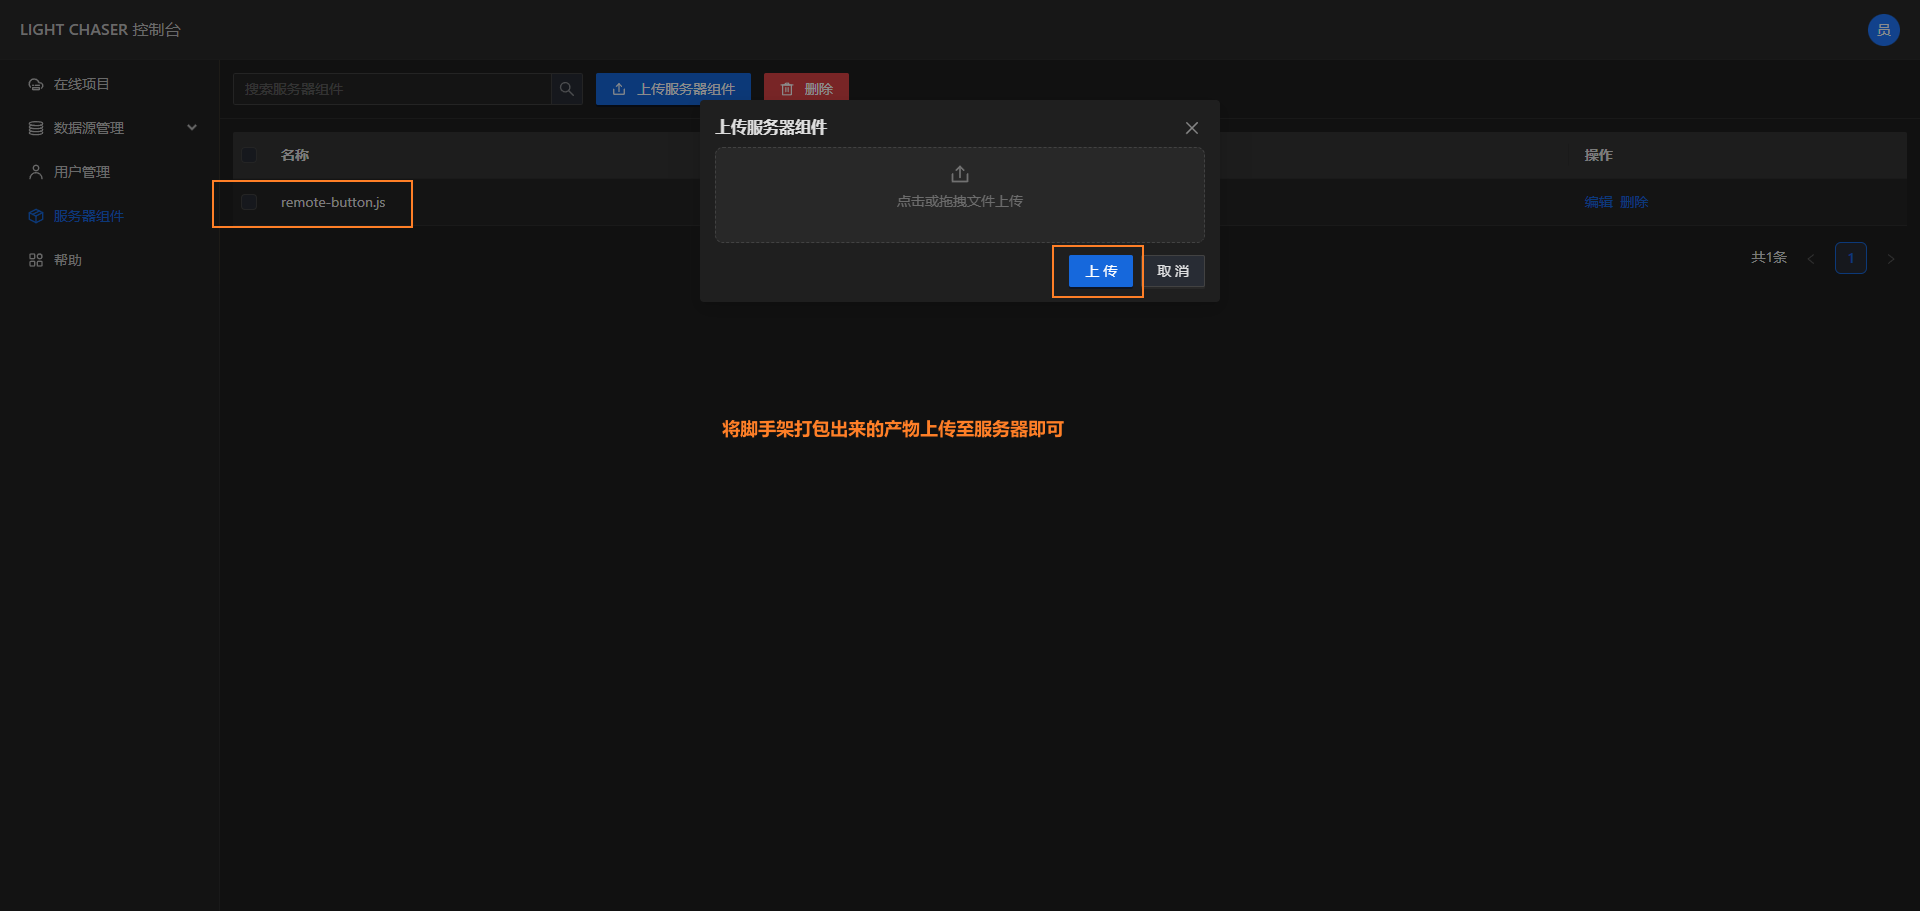 LIGHT CHASER 控制台
员
在线项目
数据源管理
用户管理
服务器组件
帮助
搜索服务器组件
上传服务器组件
删除
名称
操作
remote-button.js
编辑 删除
共1条
1
上传服务器组件
点击或拖拽文件上传
上 传
取 消
将脚手架打包出来的产物上传至服务器即可